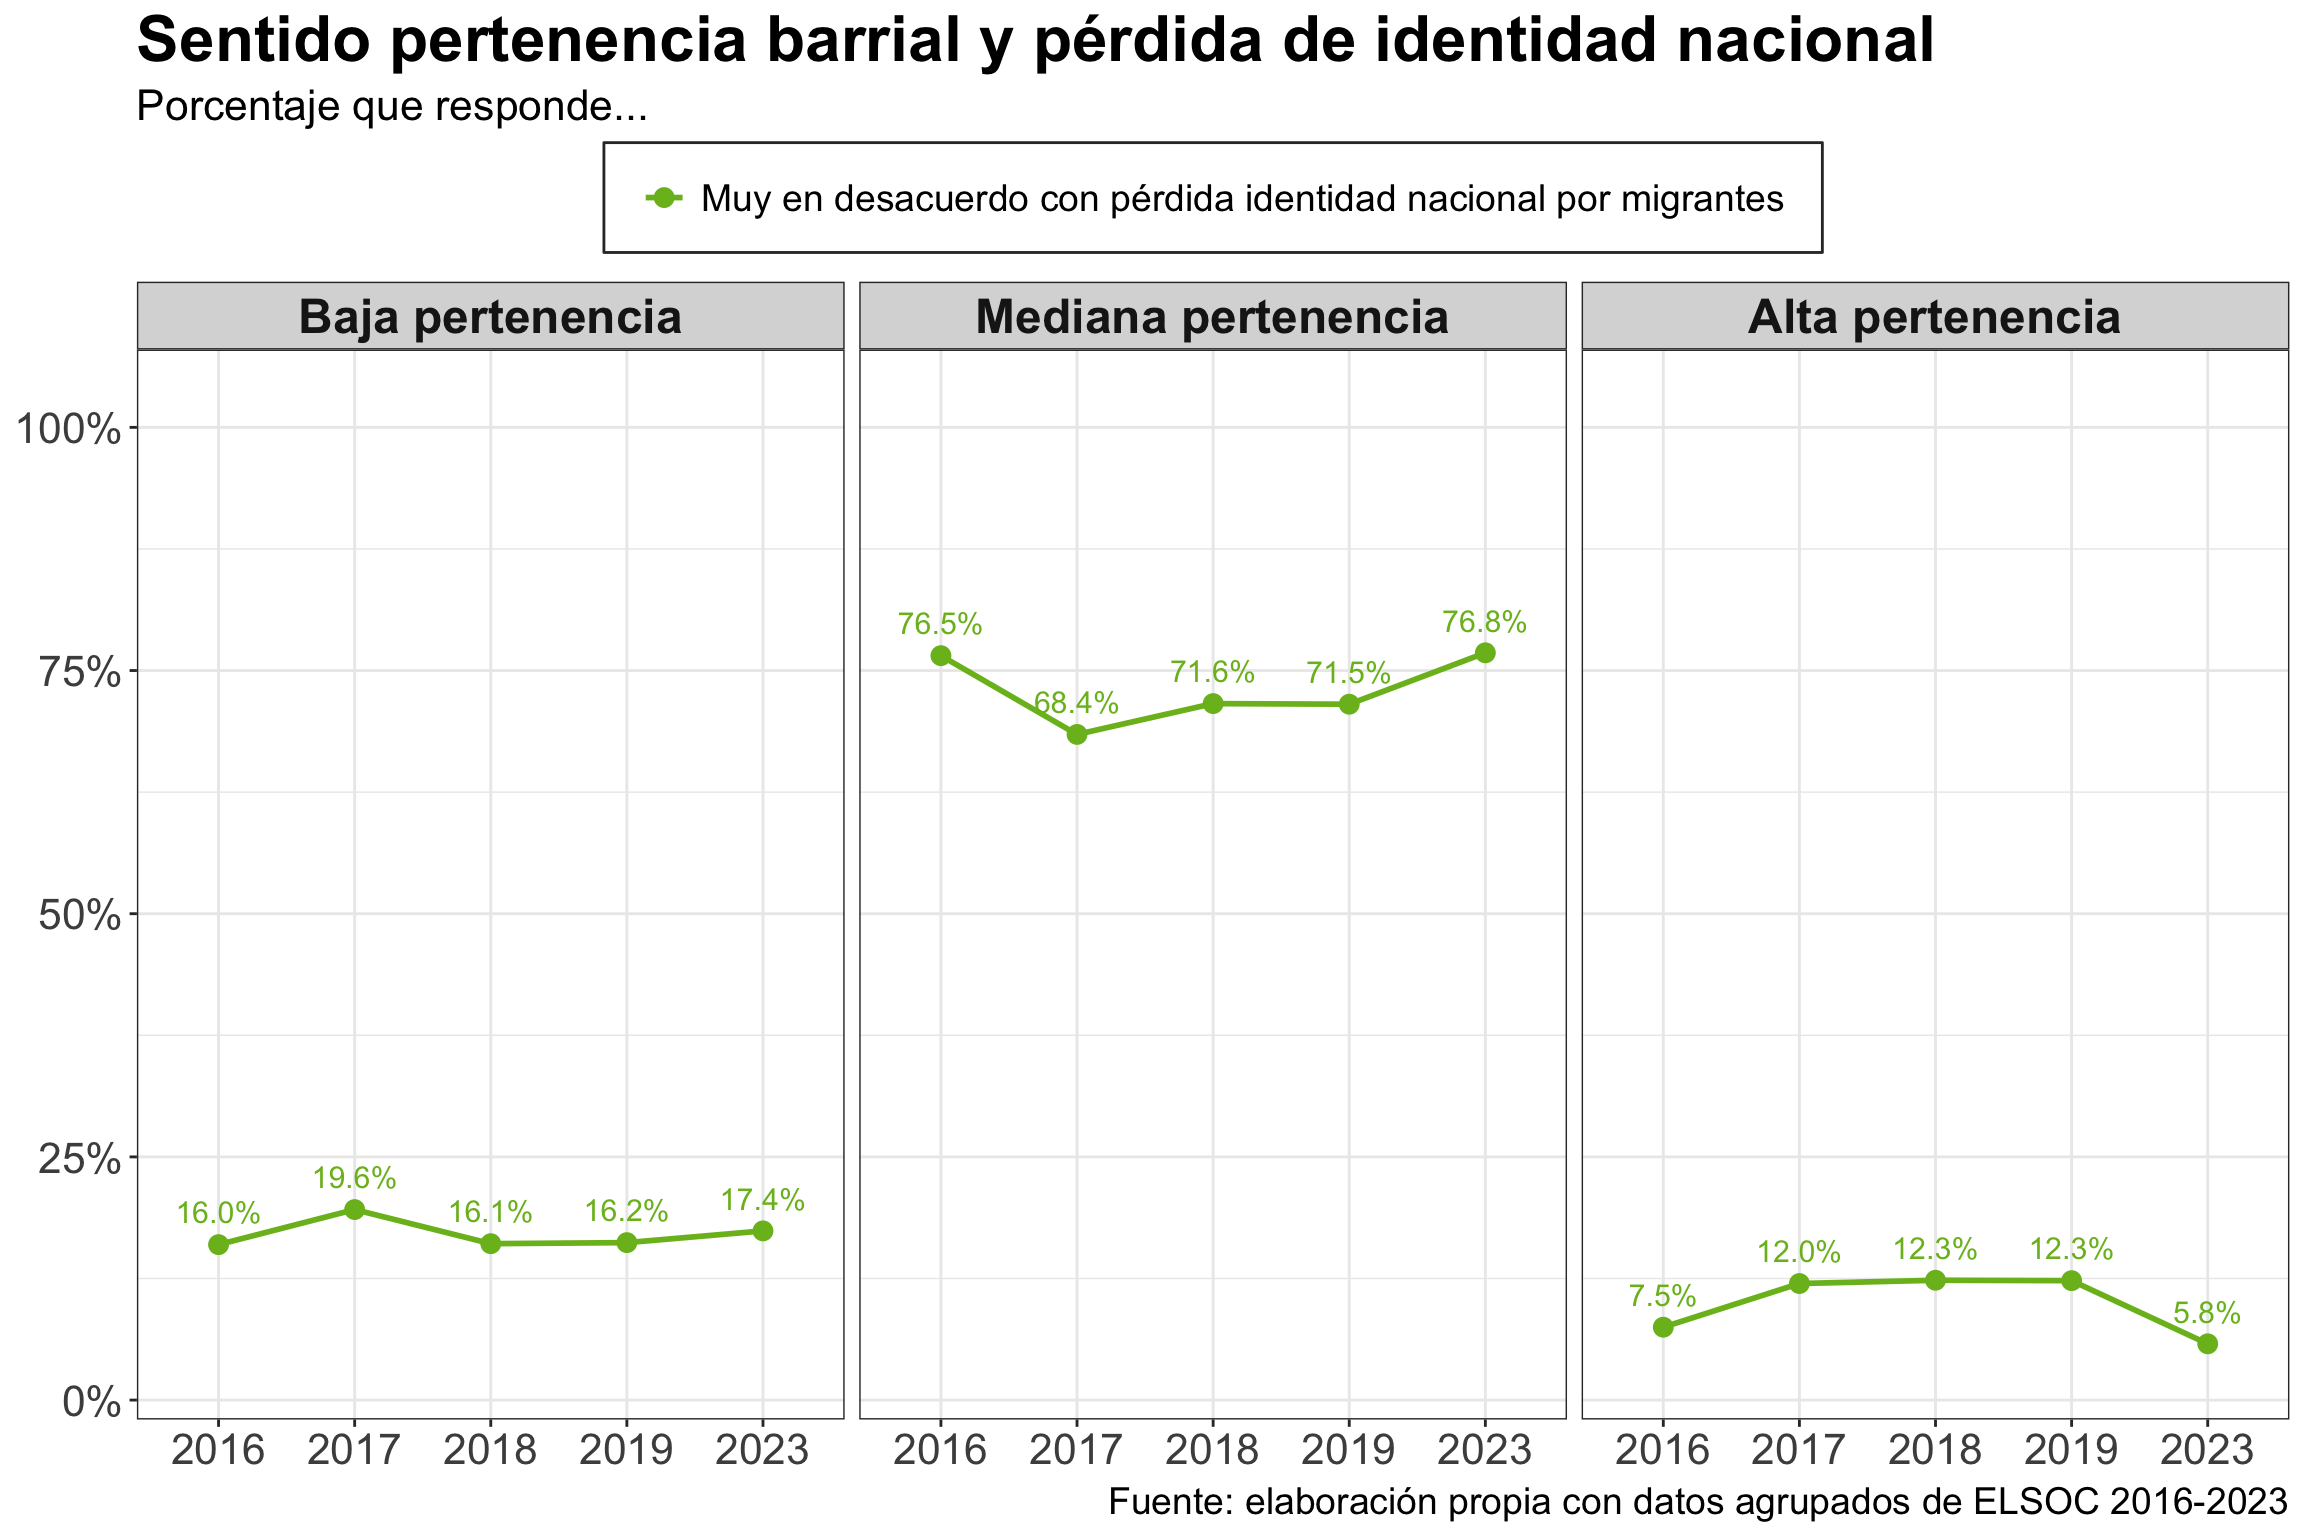 Sentido pertenencia barrial y pérdida de identidad nacional
Porcentaje que responde...
Muy en desacuerdo con pérdida identidad nacional por migrantes
Baja pertenencia
Mediana pertenencia
Alta pertenencia
100%
75%
50%
25%
0%
16.0%
19.6%
16.1%
16.2%
17.4%
76.5%
68.4%
71.6%
71.5%
76.8%
7.5%
12.0%
12.3%
12.3%
5.8%
2016 2017 2018 2019 2023
2016 2017 2018 2019 2023
2016 2017 2018 2019 2023
Fuente: elaboración propia con datos agrupados de ELSOC 2016-2023